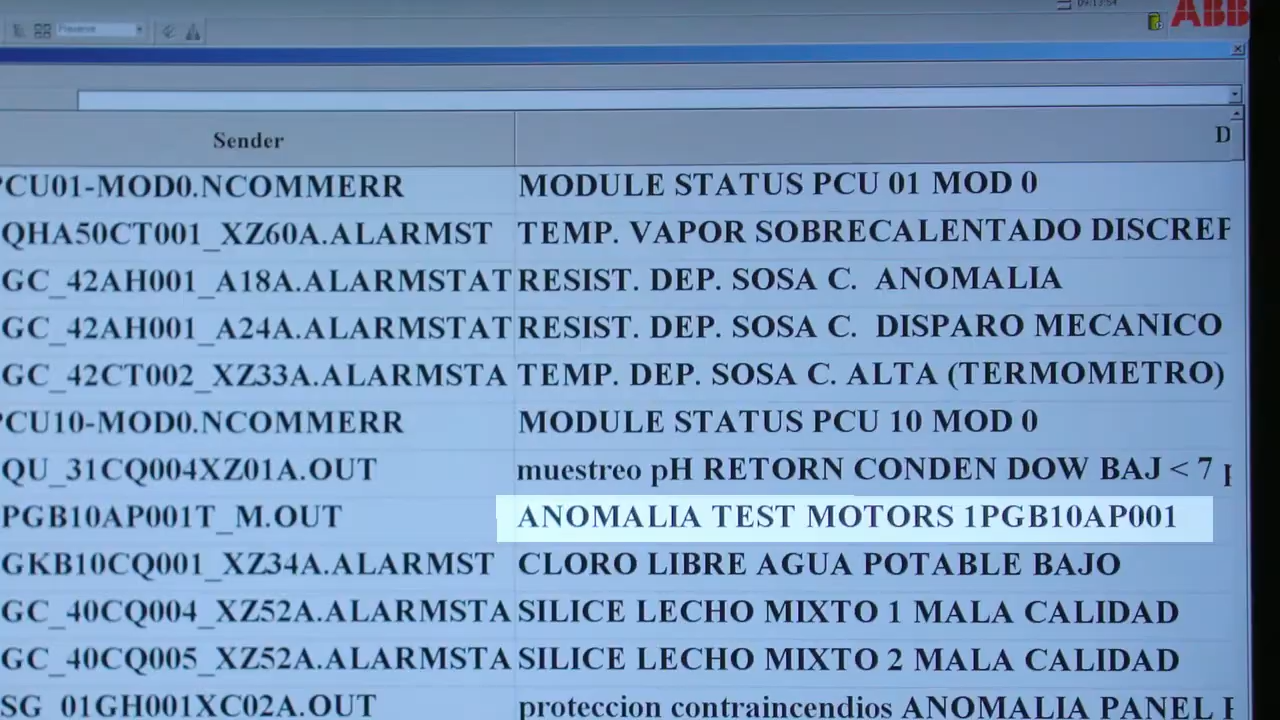 09:13:54
ABB
Sender D
PCU01-MOD0.NCOMMERR MODULE STATUS PCU 01 MOD 0
QHA50CT001_XZ60A.ALARMST TEMP. VAPOR SOBRECALENTADO DISCREP
GC_42AH001_A18A.ALARMSTAT RESIST. DEP. SOSA C. ANOMALIA
GC_42AH001_A24A.ALARMSTAT RESIST. DEP. SOSA C. DISPARO MECANICO
GC_42CT002_XZ33A.ALARMSTA TEMP. DEP. SOSA C. ALTA (TERMOMETRO)
PCU10-MOD0.NCOMMERR MODULE STATUS PCU 10 MOD 0
QU_31CQ004XZ01A.OUT muestreo pH RETORN CONDEN DOW BAJ < 7 p
PGB10AP001T_M.OUT ANOMALIA TEST MOTORS 1PGB10AP001
GKB10CQ001_XZ34A.ALARMST CLORO LIBRE AGUA POTABLE BAJO
GC_40CQ004_XZ52A.ALARMSTA SILICE LECHO MIXTO 1 MALA CALIDAD
GC_40CQ005_XZ52A.ALARMSTA SILICE LECHO MIXTO 2 MALA CALIDAD
SG_01GH001XC02A.OUT proteccion contraincendios ANOMALIA PANEL